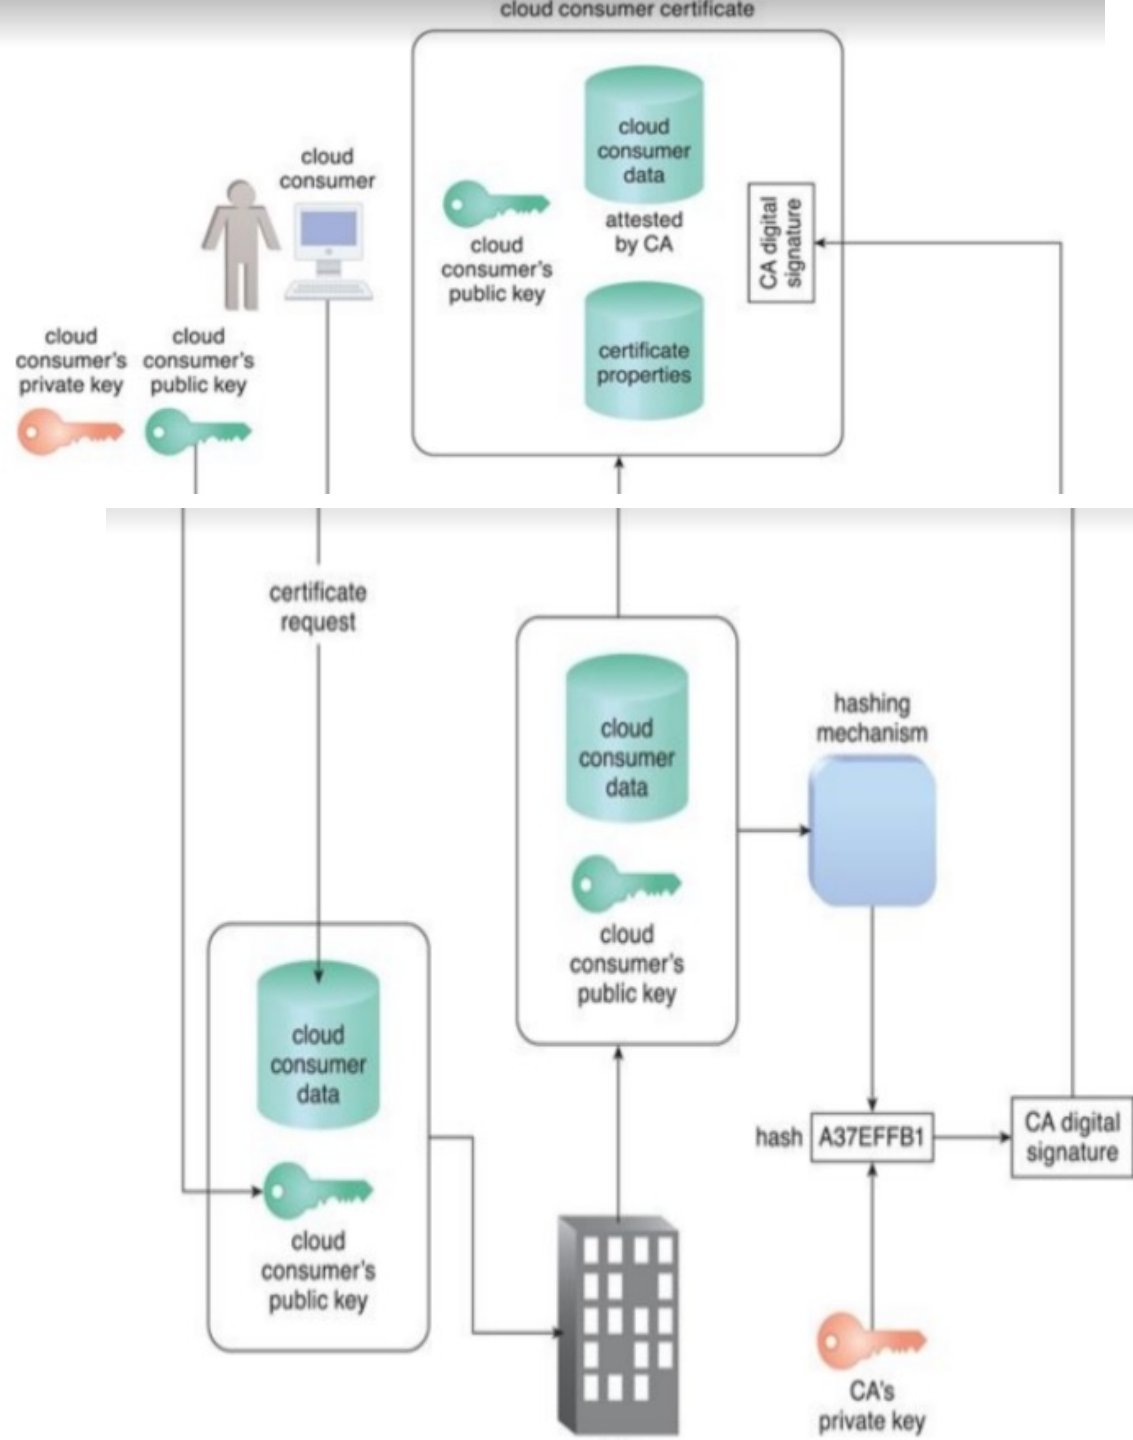 cloud consumer certificate
cloud
consumer
cloud
consumer's
private key
cloud
consumer's
public key
cloud
consumer's
public key
cloud
consumer
data
attested
by CA
certificate
properties
CA digital
signature
certificate
request
cloud
consumer
data
cloud
consumer's
public key
cloud
consumer
data
cloud
consumer's
public key
hashing
mechanism
hash
A37EFFB1
CA digital
signature
CA's
private key